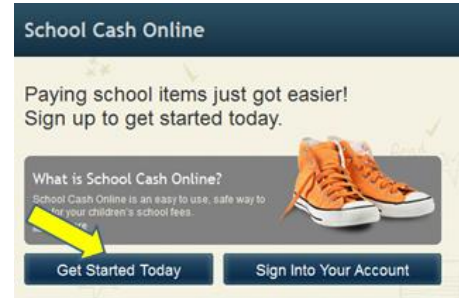 School Cash Online
Paying school items just got easier!
Sign up to get started today.
What is School Cash Online?
School Cash Online is an easy to use, safe way to
for your children's school fees.
Get Started Today
Sign Into Your Account